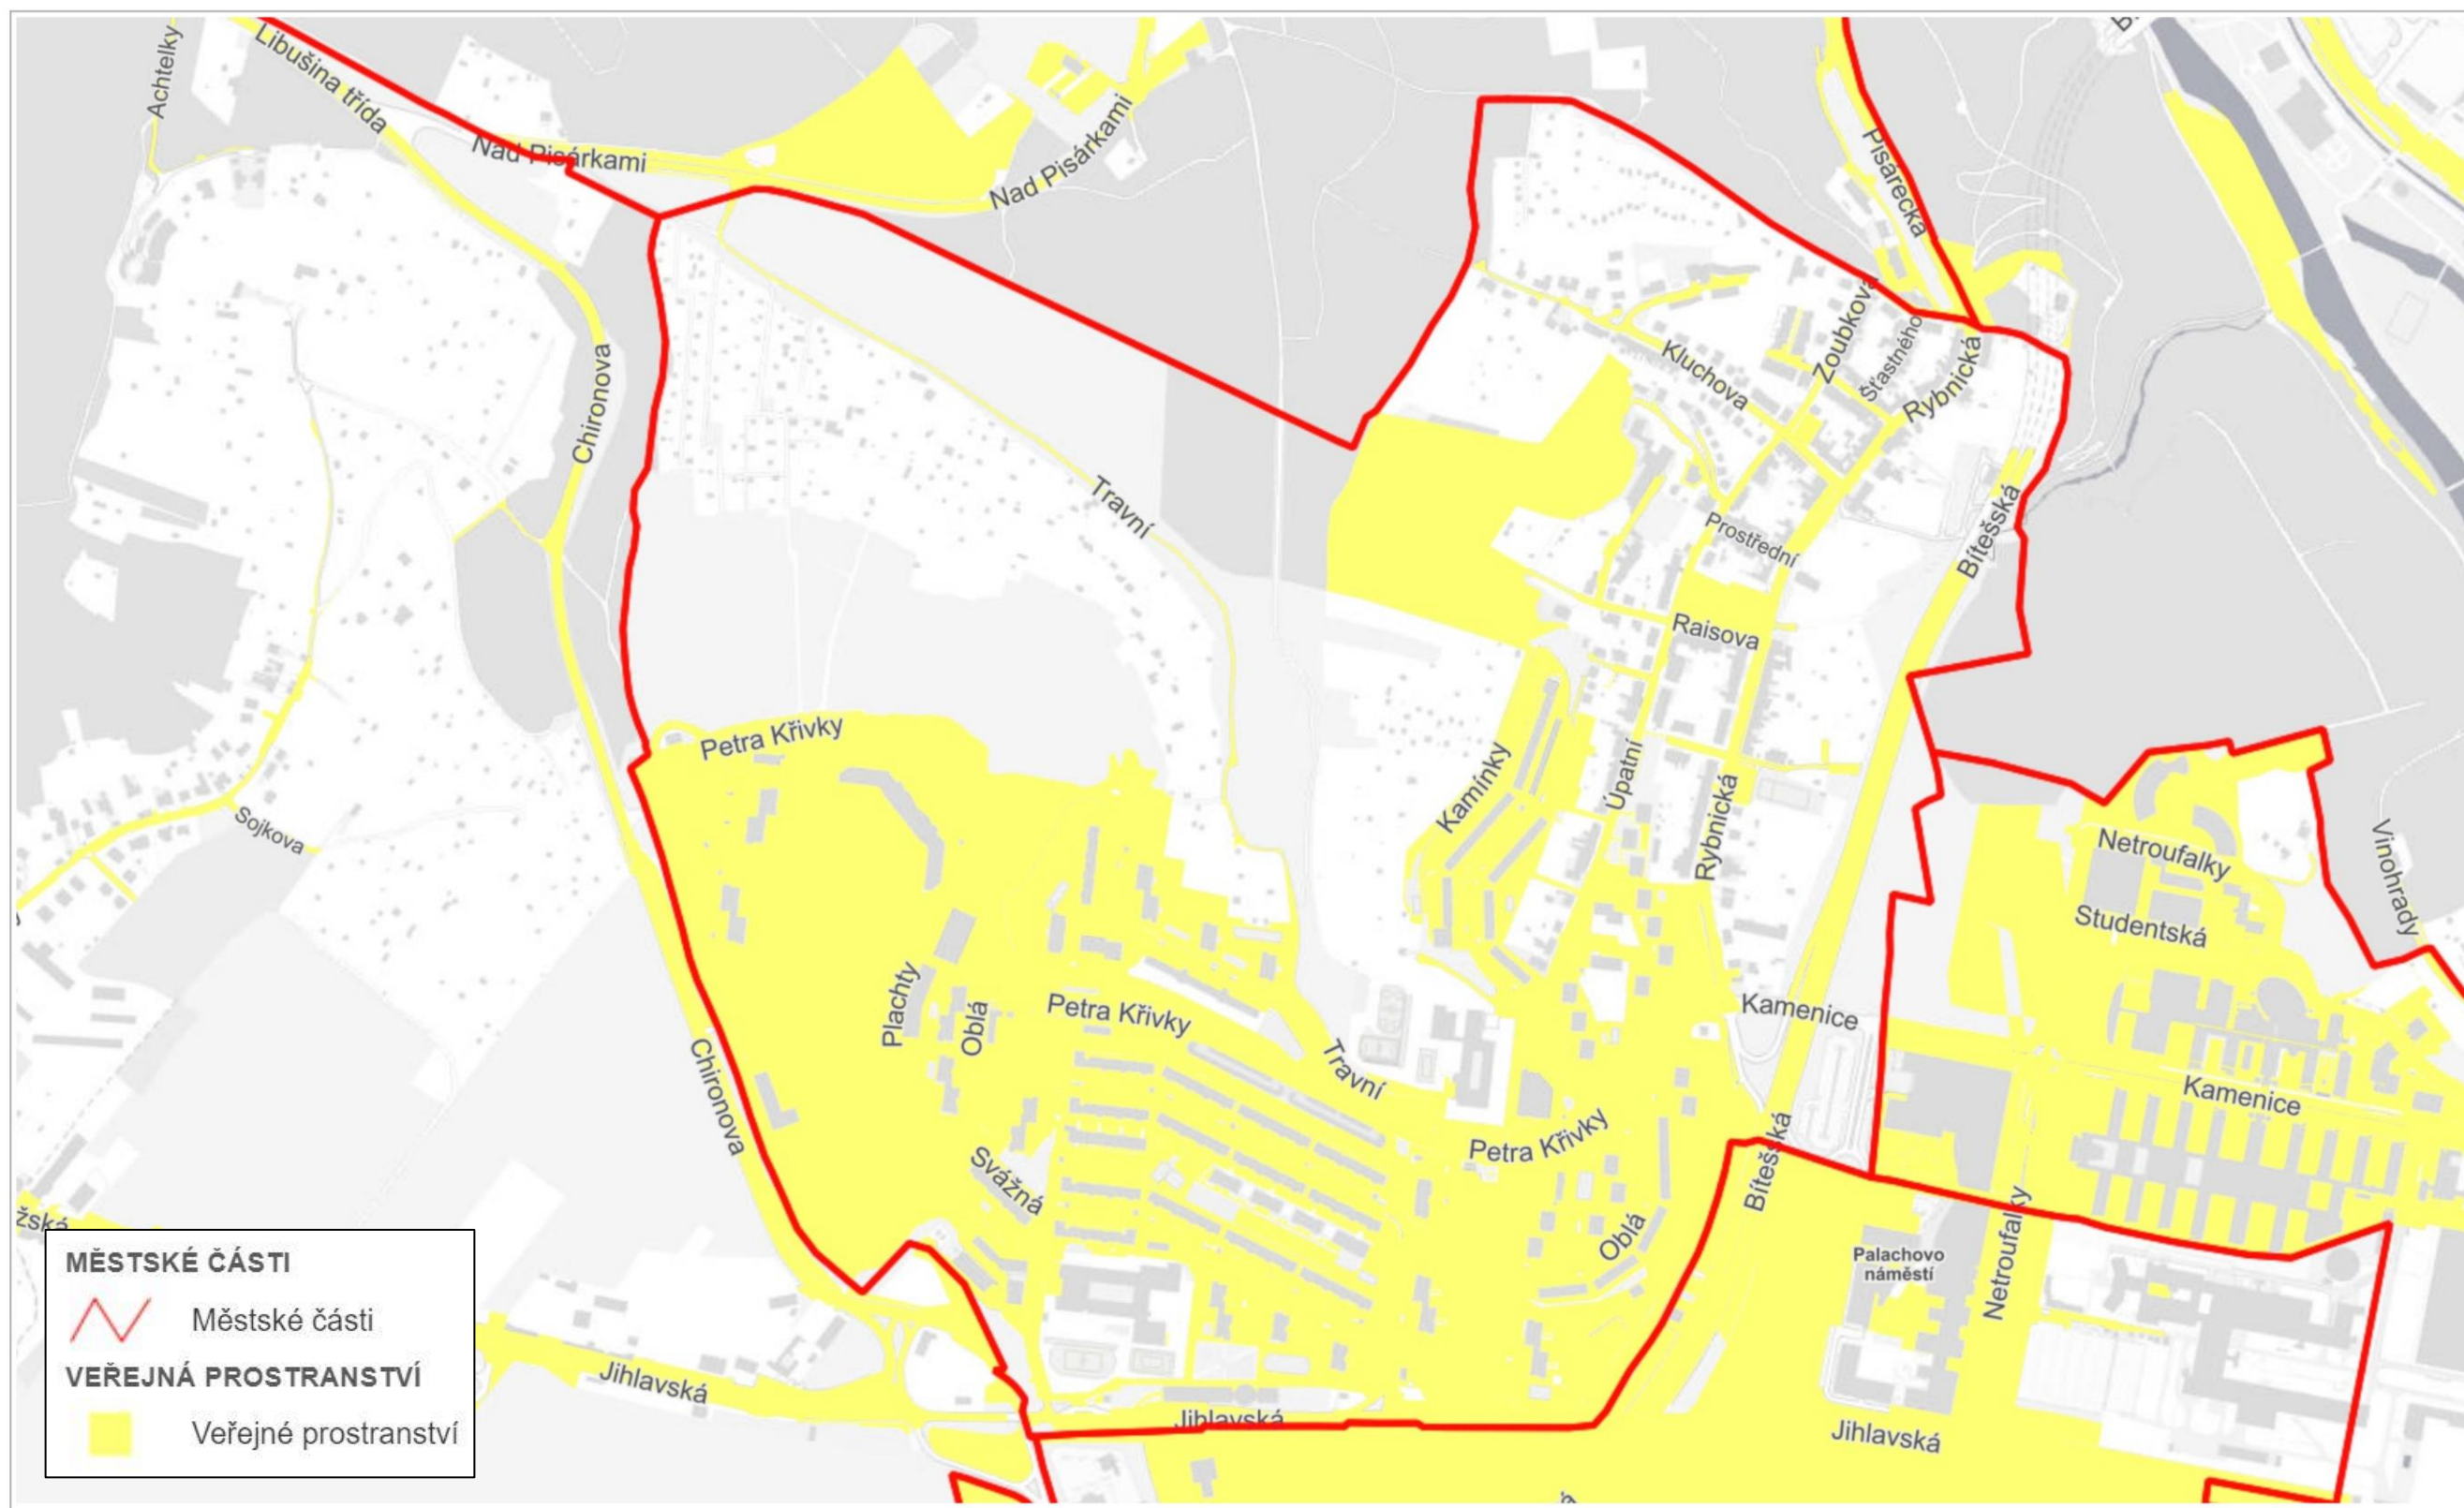 Achtelky
Libušina třída
Nad Pisárkami
Nad Pisárkami
Pisárecká
Chironova
Travní
Kluchova
Zoubkova
Šťastného
Rybnická
Prostřední
Bítešská
Raisova
Petra Křivky
Kamínky
Úpatní
Rybnická
Sojkova
Netroufalky
Studentská
Vinohrady
Plachty
Oblá
Petra Křivky
Kamenice
Travní
Chironova
Kamenice
Petra Křivky
Svážná
Bítešská
Oblá
Netroufalky
Palachovo
náměstí
žská
Jihlavská
Jihlavská
Jihlavská
MĚSTSKÉ ČÁSTI
Městské části
VEŘEJNÁ PROSTRANSTVÍ
Veřejné prostranství